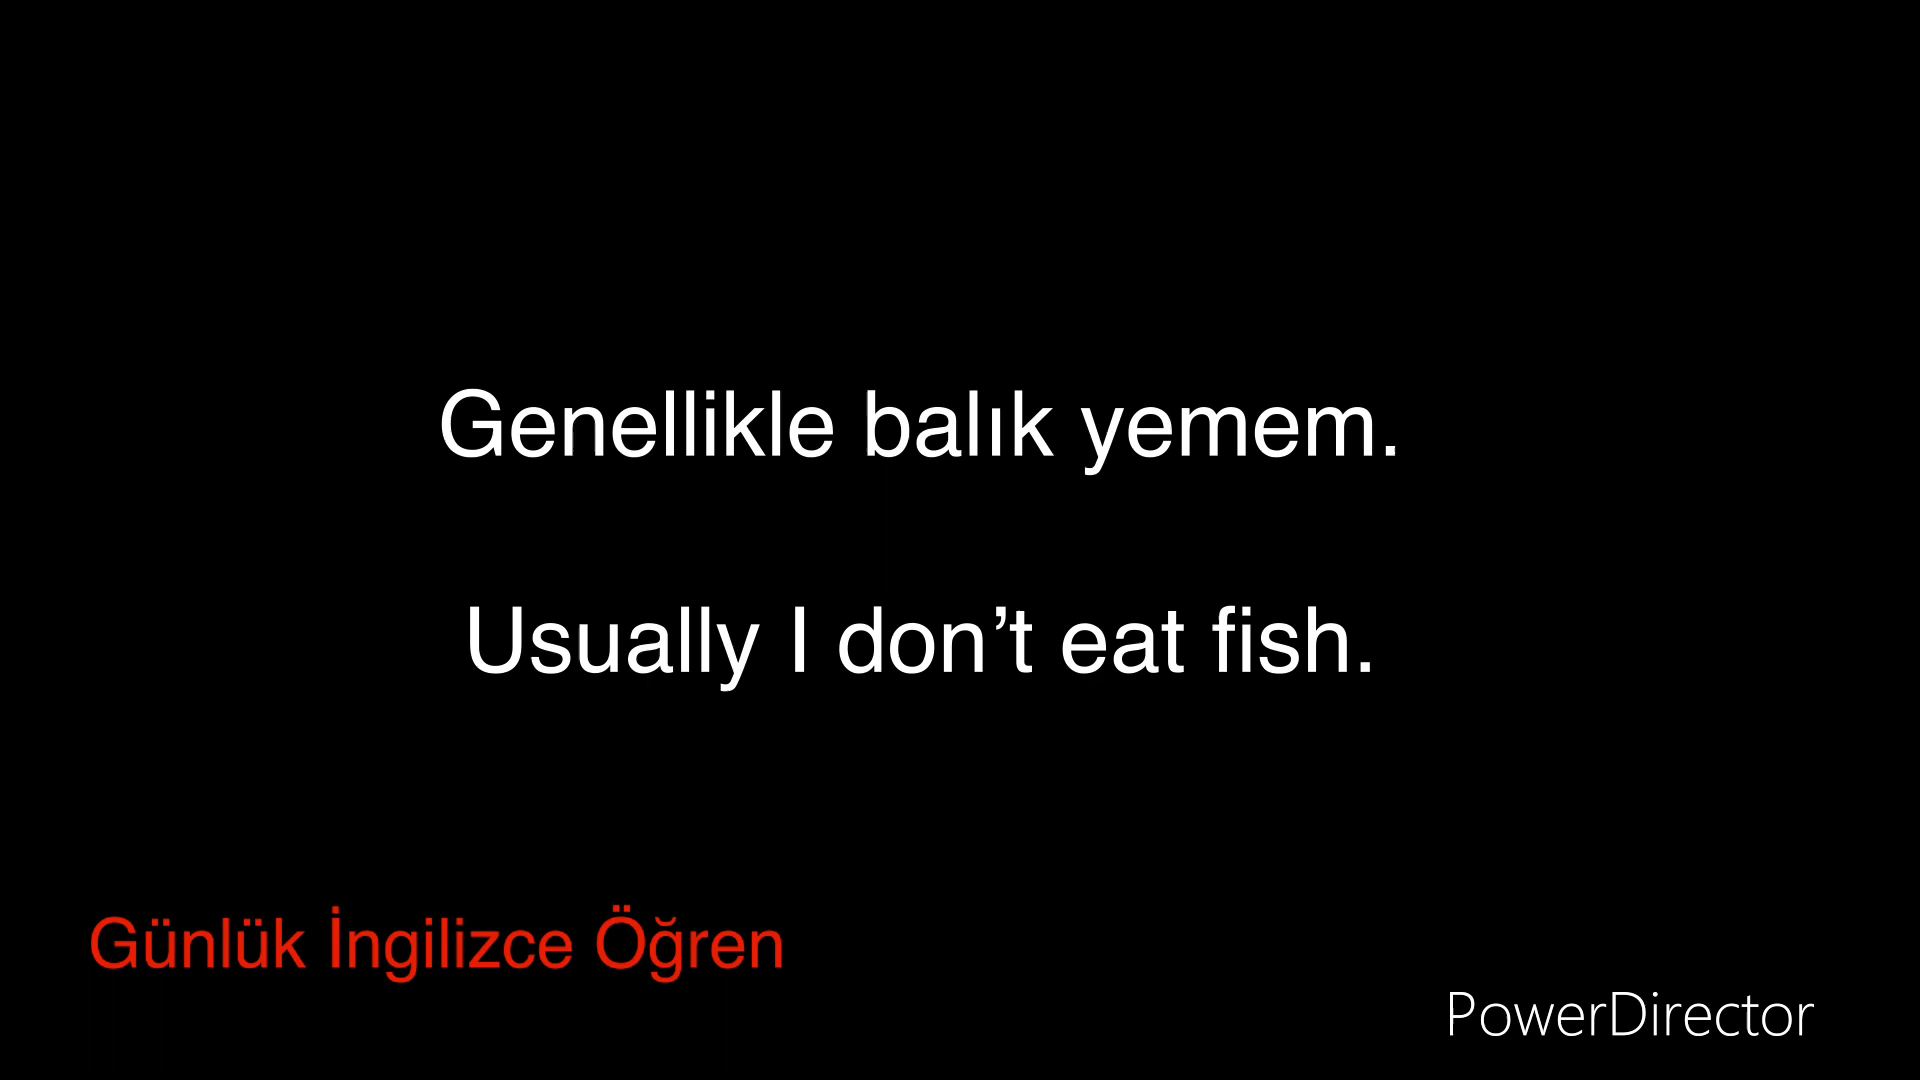 Genellikle balık yemem.
Usually I don’t eat fish.
Günlük İngilizce Öğren
PowerDirector